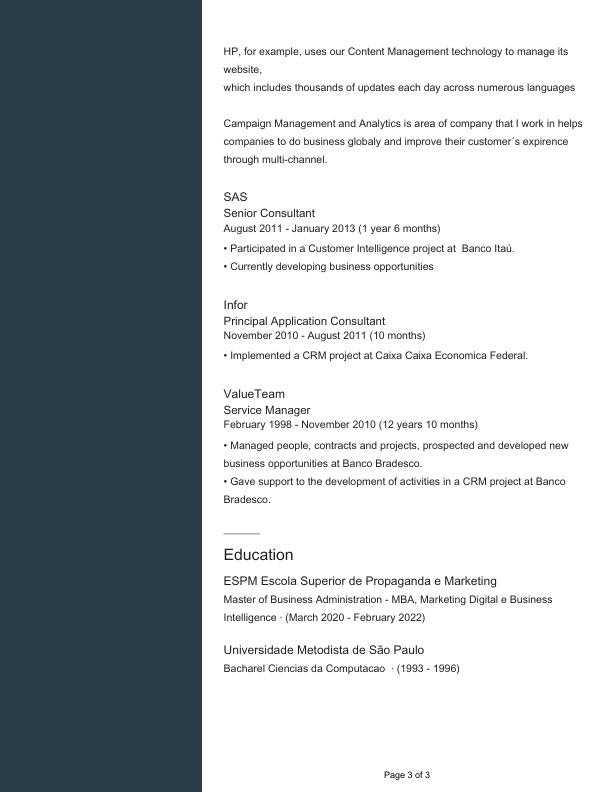 HP, for example, uses our Content Management technology to manage its
website,
which includes thousands of updates each day across numerous languages
Campaign Management and Analytics is area of company that I work in helps
companies to do business globaly and improve their customer´s expirence
through multi-channel.
SAS
Senior Consultant
August 2011 - January 2013 (1 year 6 months)
• Participated in a Customer Intelligence project at  Banco Itaú.
• Currently developing business opportunities
Infor
Principal Application Consultant
November 2010 - August 2011 (10 months)
• Implemented a CRM project at Caixa Caixa Economica Federal.
ValueTeam
Service Manager
February 1998 - November 2010 (12 years 10 months)
• Managed people, contracts and projects, prospected and developed new
business opportunities at Banco Bradesco.
• Gave support to the development of activities in a CRM project at Banco
Bradesco.
Education
ESPM Escola Superior de Propaganda e Marketing
Master of Business Administration - MBA, Marketing Digital e Business
Intelligence · (March 2020 - February 2022)
Universidade Metodista de São Paulo
Bacharel Ciencias da Computacao  · (1993 - 1996)
Page 3 of 3